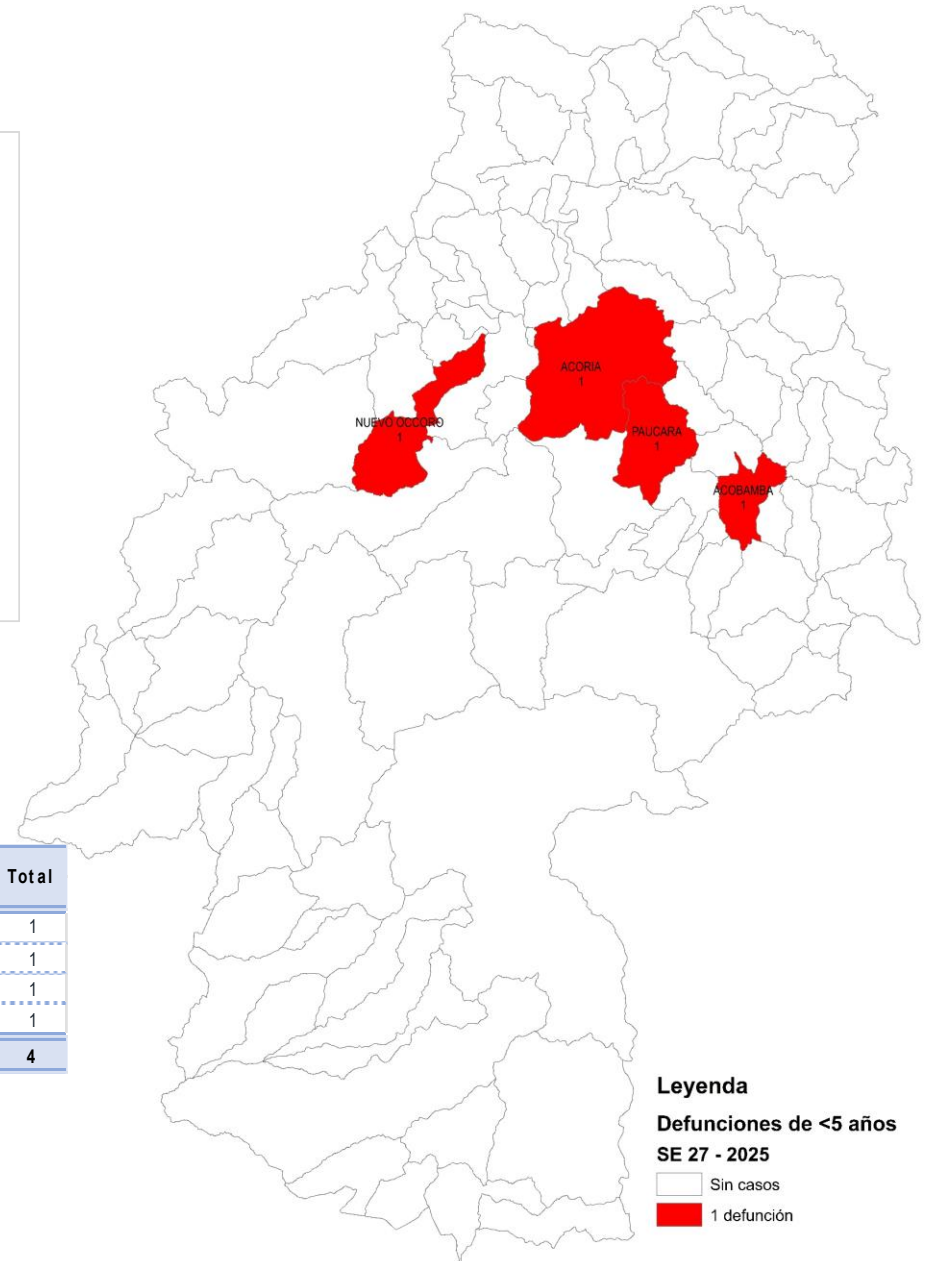 ACORIA
1
NUEVO OCCORO
1
PAUCARA
1
ACOBAMBA
1
Total
1
1
1
1
4
Leyenda
Defunciones de <5 años
SE 27 - 2025
Sin casos
1 defunción